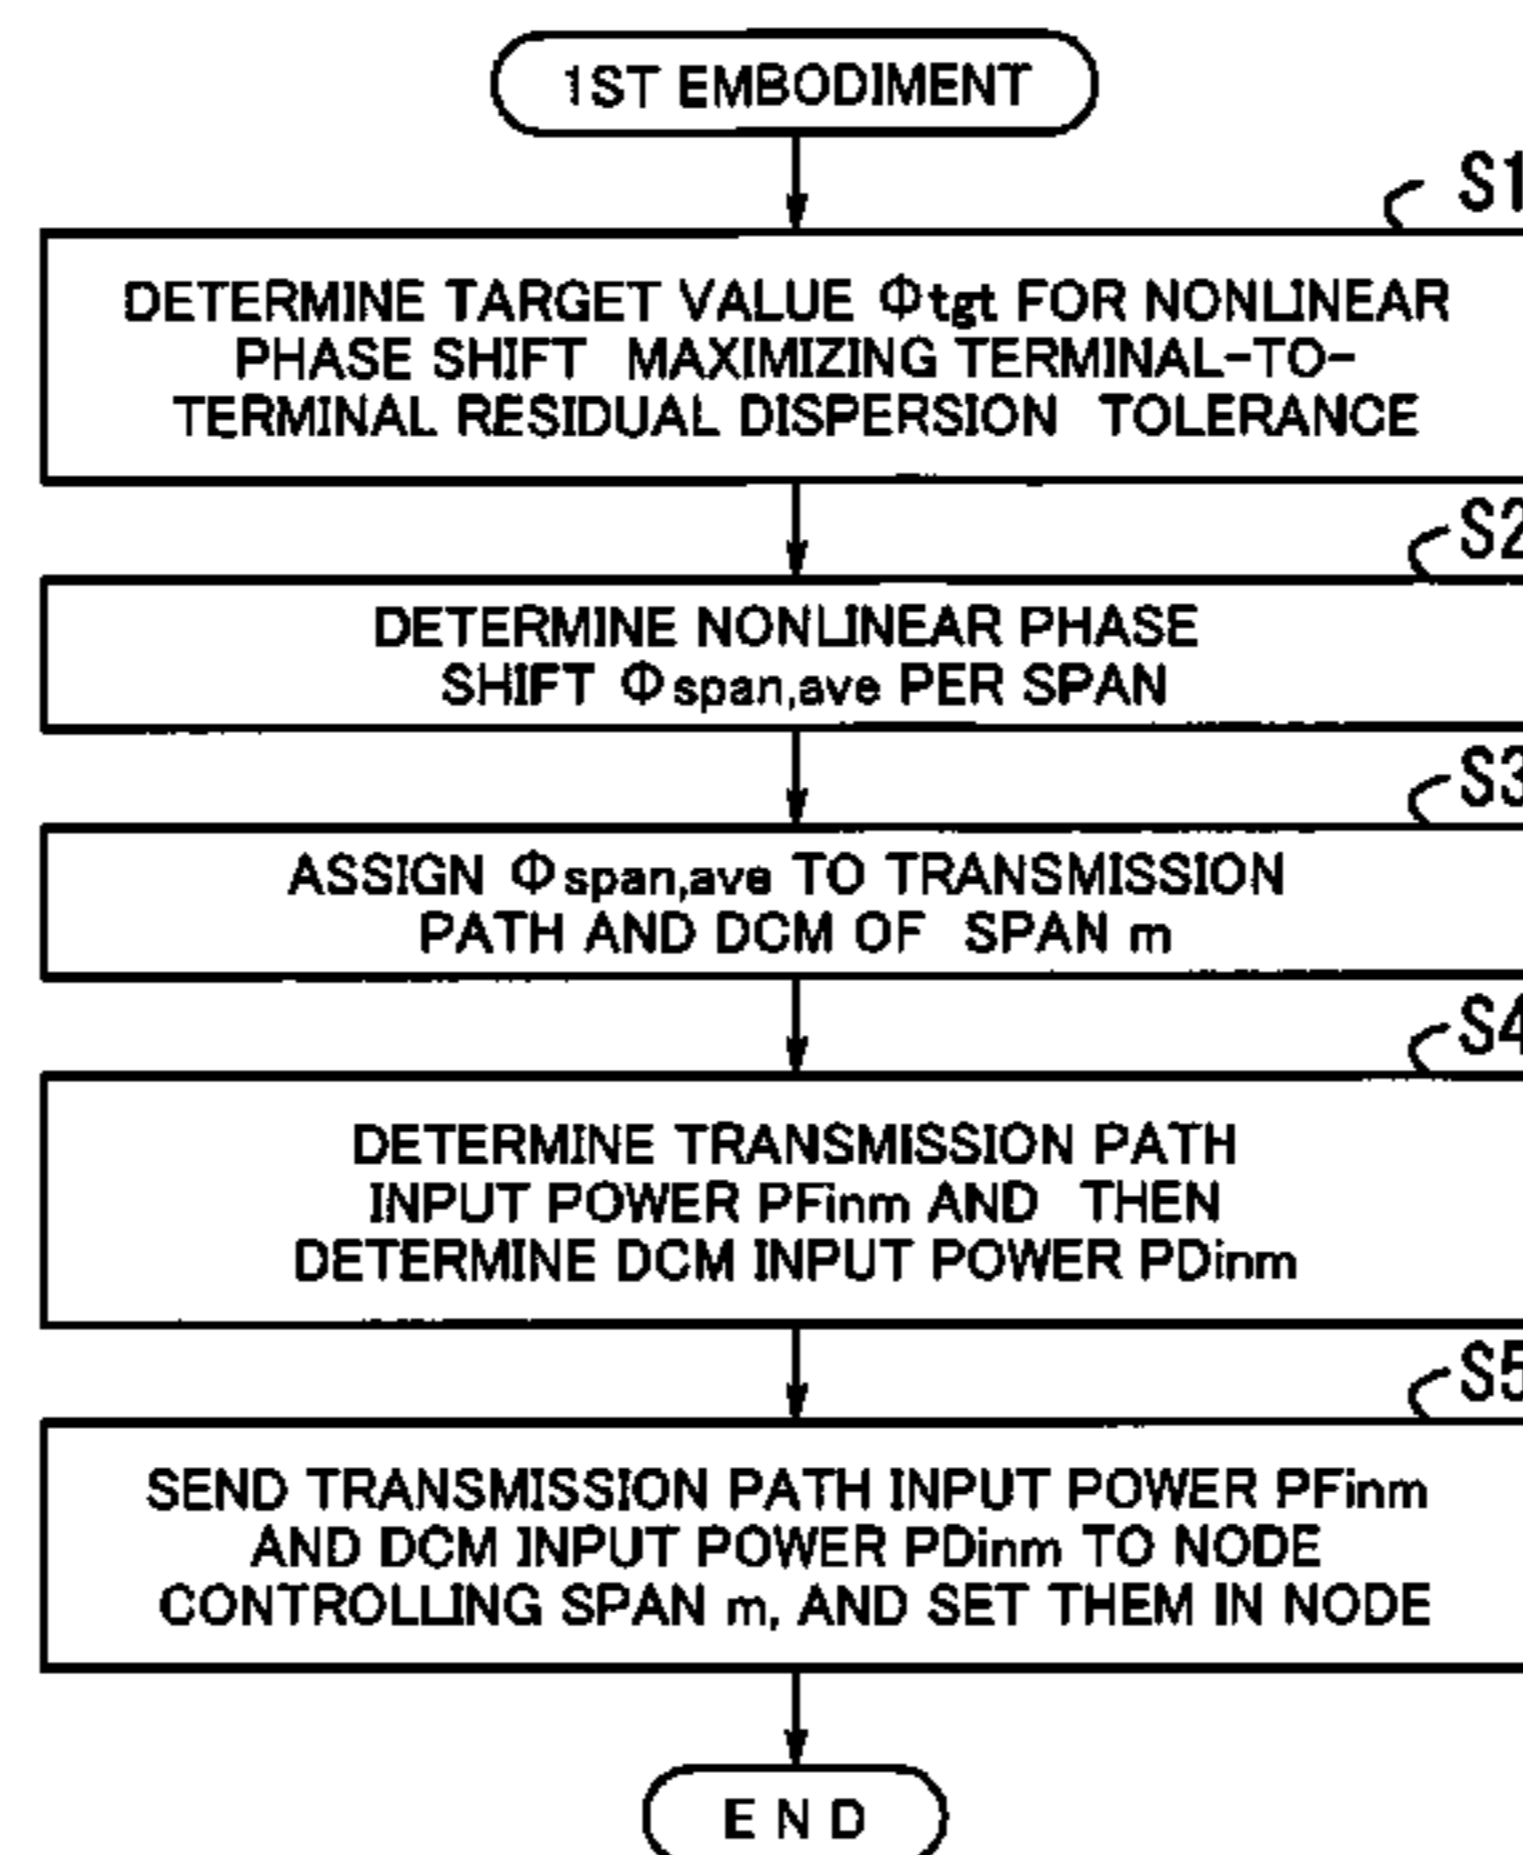 1ST EMBODIMENT
S1
DETERMINE TARGET VALUE Φtgt FOR NONLINEAR
PHASE SHIFT MAXIMIZING TERMINAL-TO-
TERMINAL RESIDUAL DISPERSION TOLERANCE
S2
DETERMINE NONLINEAR PHASE
SHIFT Φspan,ave PER SPAN
S3
ASSIGN Φspan,ave TO TRANSMISSION
PATH AND DCM OF SPAN m
S4
DETERMINE TRANSMISSION PATH
INPUT POWER PFinm AND THEN
DETERMINE DCM INPUT POWER PDinm
S5
SEND TRANSMISSION PATH INPUT POWER PFinm
AND DCM INPUT POWER PDinm TO NODE
CONTROLLING SPAN m, AND SET THEM IN NODE
END